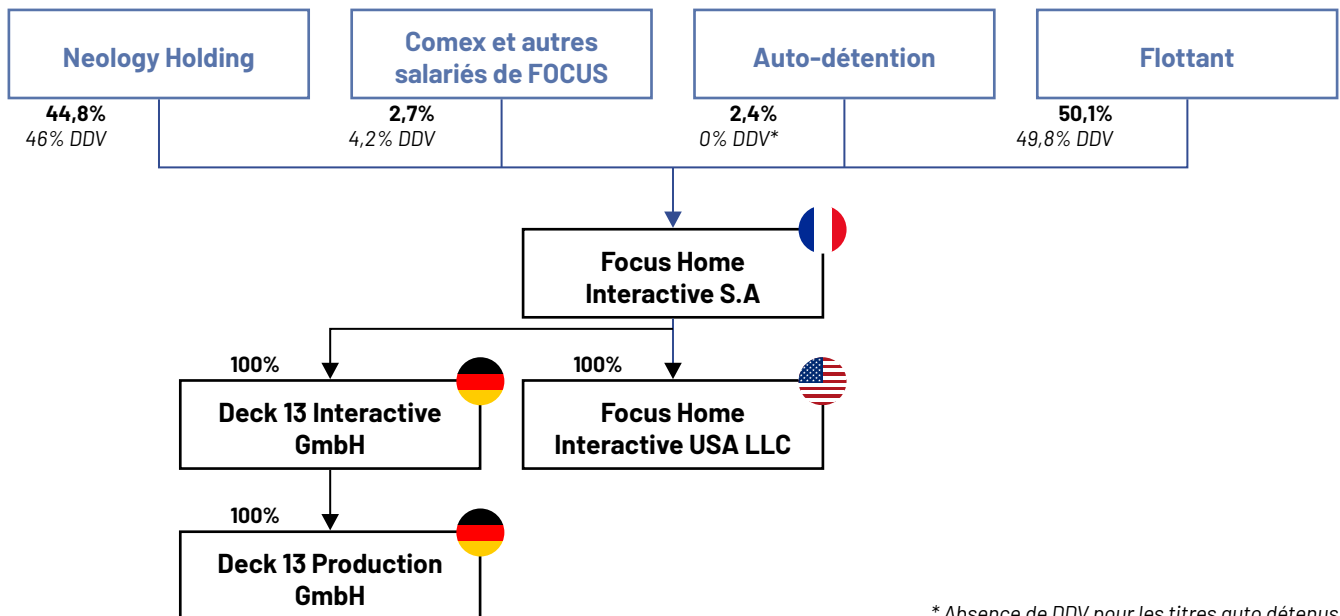 Neology Holding
Comex et autres
salariés de FOCUS
Auto-détention
Flottant
44,8%
46% DDV
2,7%
4,2% DDV
2,4%
0% DDV*
50,1%
49,8% DDV
Focus Home
Interactive S.A
100%
100%
Deck 13 Interactive
GmbH
Focus Home
Interactive USA LLC
100%
Deck 13 Production
GmbH
* Absence de DDV pour les titres auto détenus